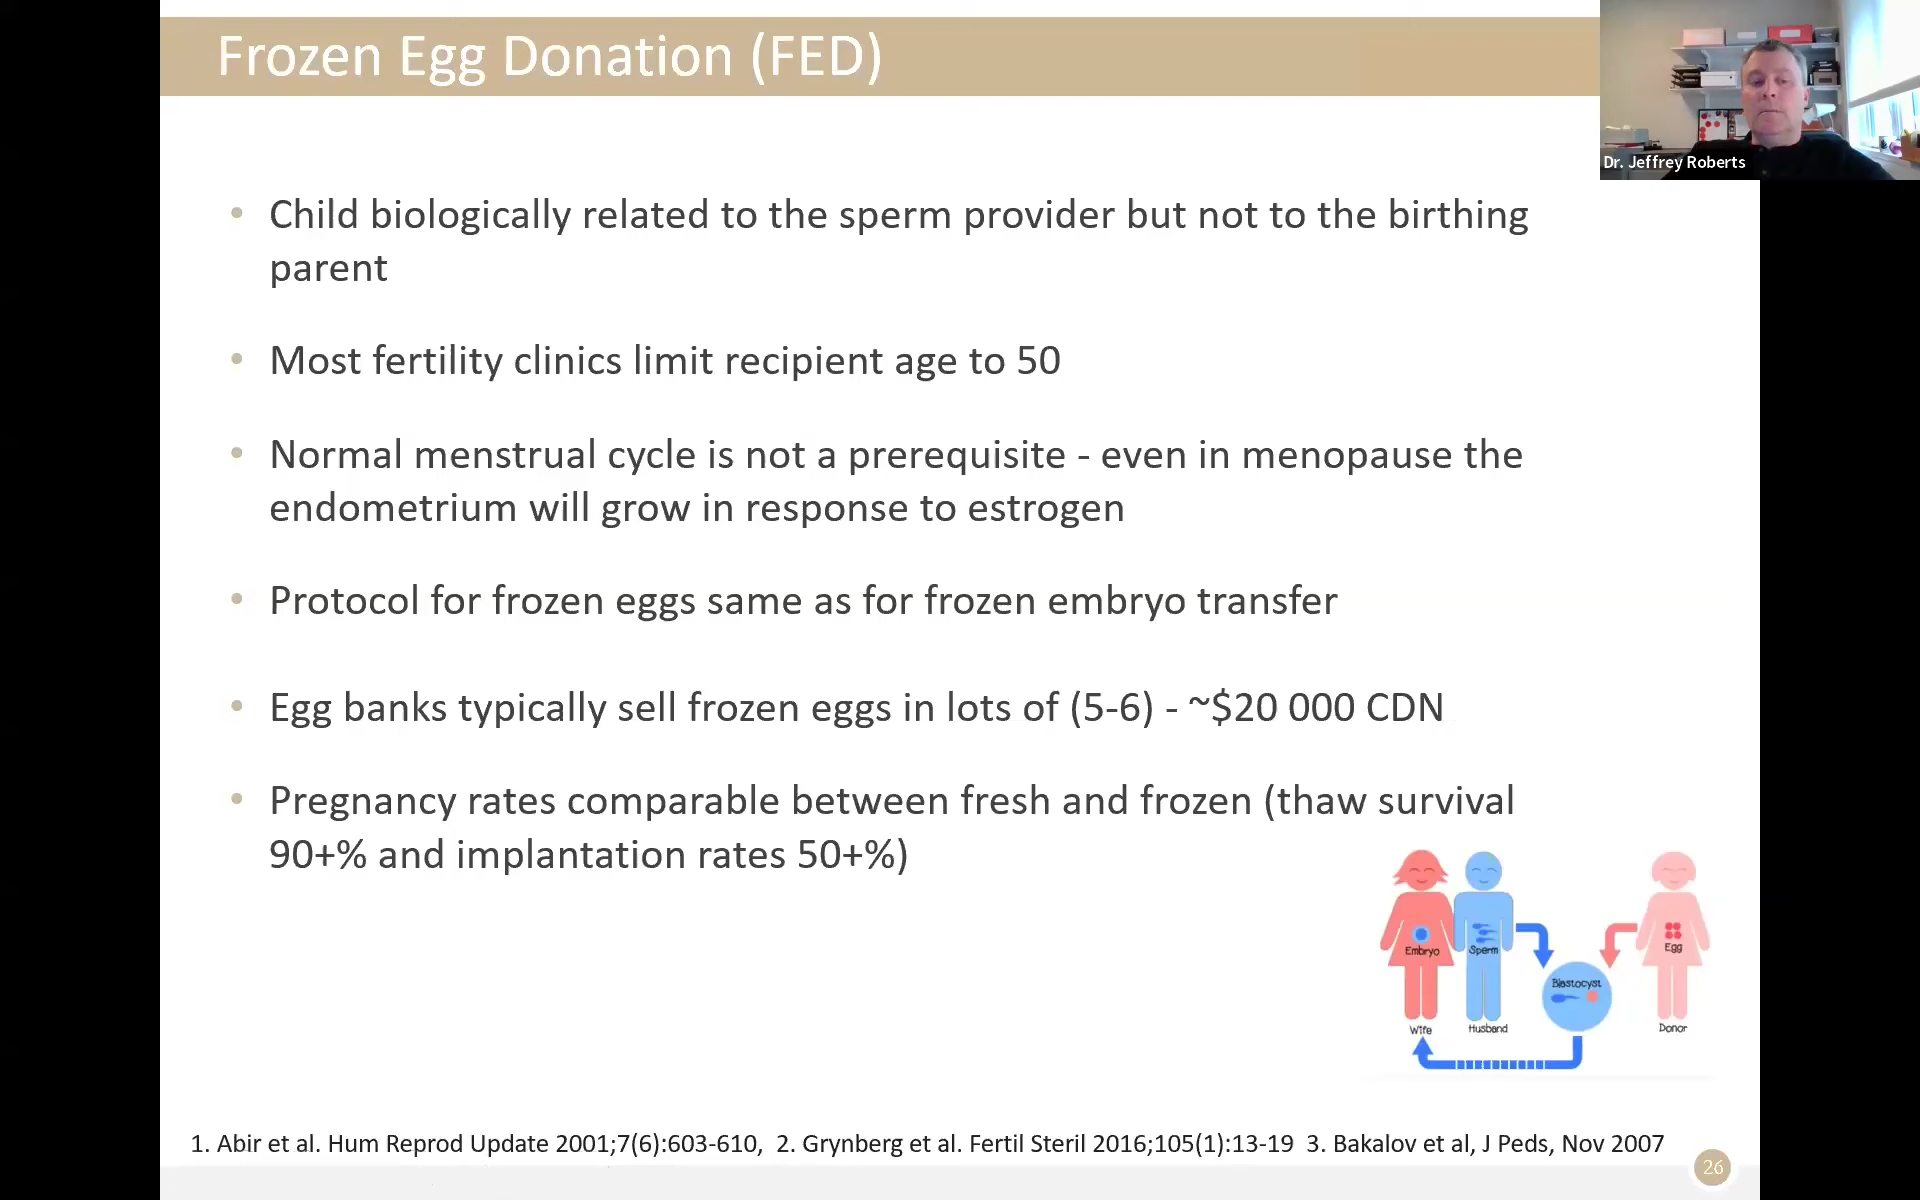 Frozen Egg Donation (FED)
Dr. Jeffrey Roberts
• Child biologically related to the sperm provider but not to the birthing
parent
• Most fertility clinics limit recipient age to 50
• Normal menstrual cycle is not a prerequisite - even in menopause the
endometrium will grow in response to estrogen
• Protocol for frozen eggs same as for frozen embryo transfer
• Egg banks typically sell frozen eggs in lots of (5-6) - ~$20 000 CDN
• Pregnancy rates comparable between fresh and frozen (thaw survival
90+% and implantation rates 50+%)
Embryo
Sperm
Egg
Blastocyst
Wife
Husband
Donor
1. Abir et al. Hum Reprod Update 2001;7(6):603-610, 2. Grynberg et al. Fertil Steril 2016;105(1):13-19 3. Bakalov et al, J Peds, Nov 2007
26